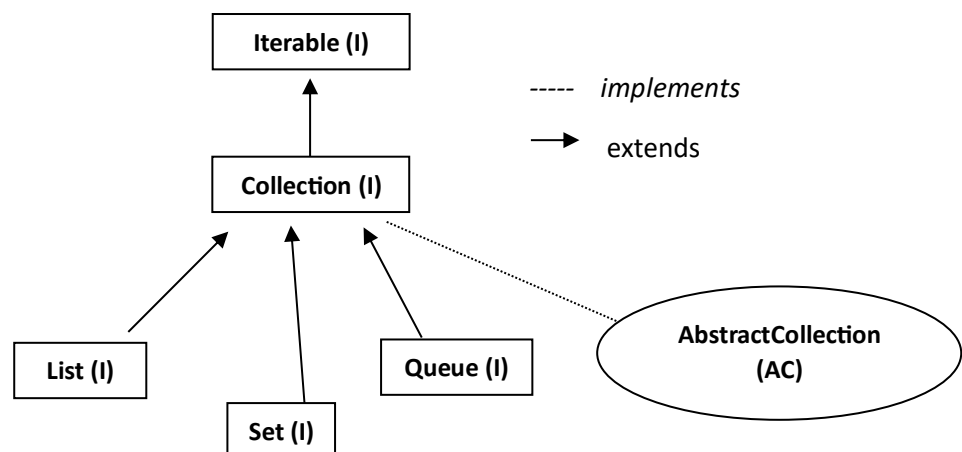 Iterable (I)
----- implements
extends
Collection (I)
AbstractCollection
(AC)
List (I)
Queue (I)
Set (I)